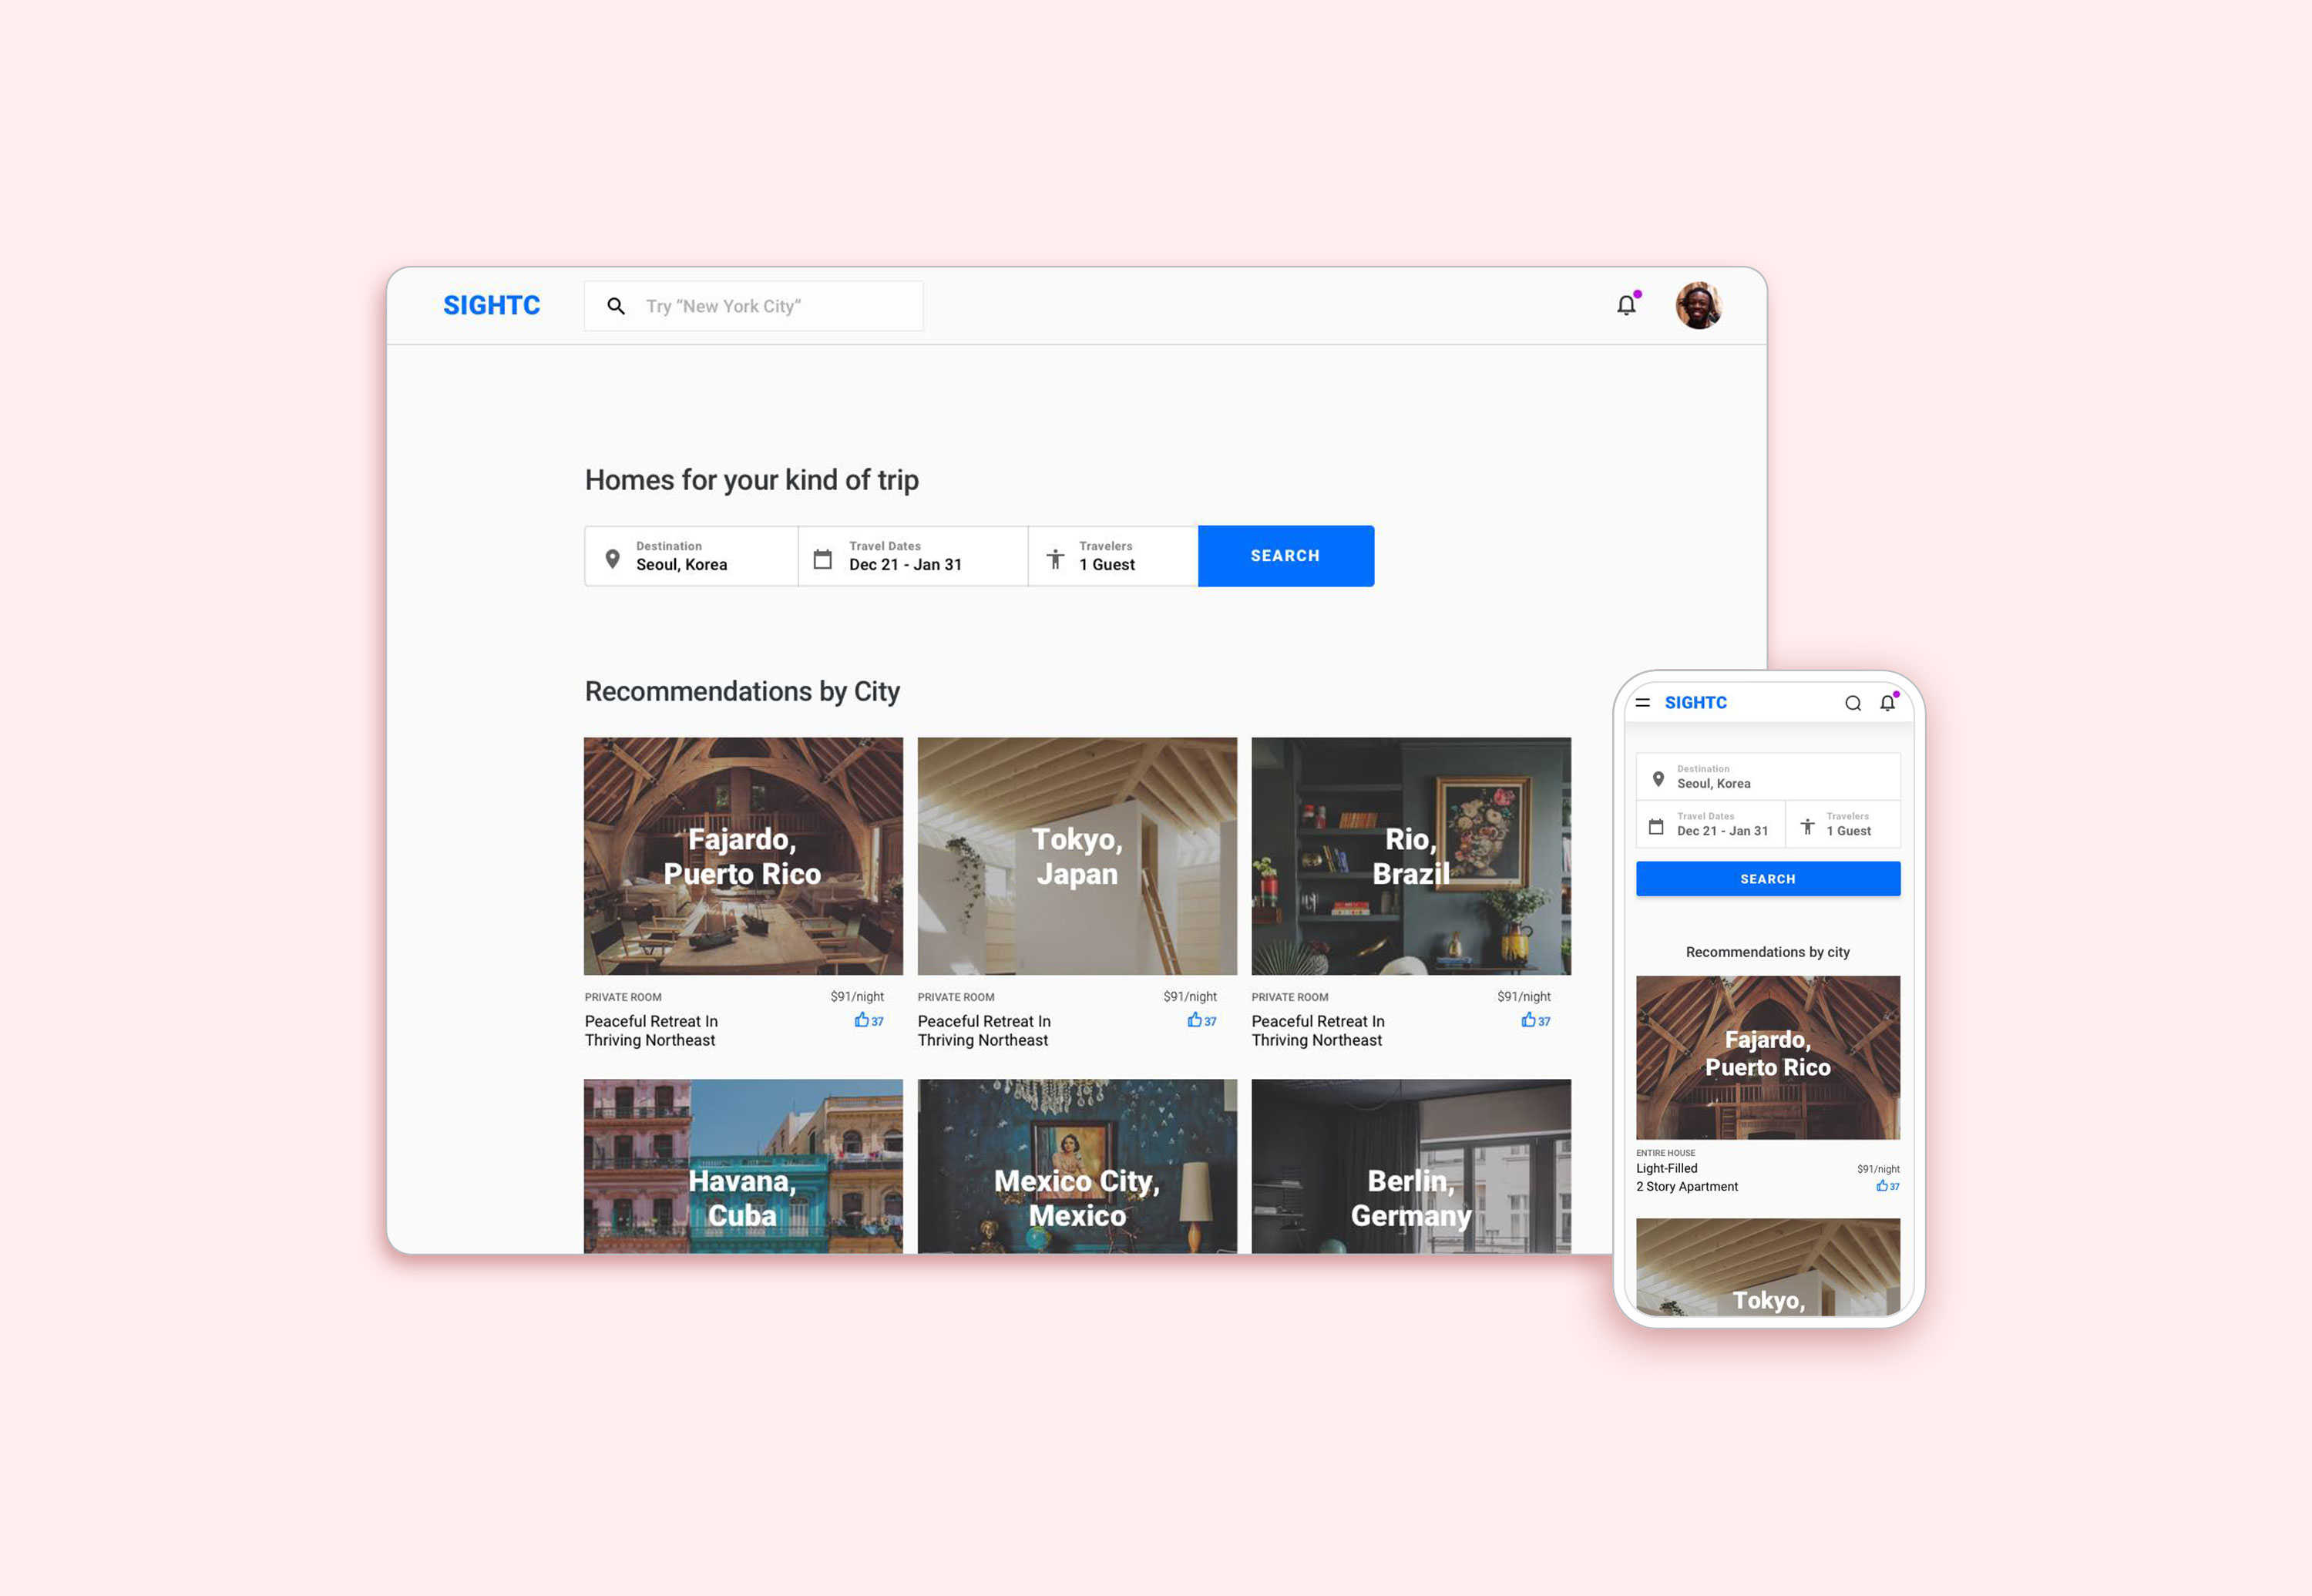 SIGHTC
Try “New York City”
Homes for your kind of trip
Destination
Seoul, Korea
Travel Dates
Dec 21 - Jan 31
Travelers
1 Guest
SEARCH
Recommendations by City
Fajardo,
Puerto Rico
PRIVATE ROOM
$91/night
Peaceful Retreat In
Thriving Northeast
37
Tokyo,
Japan
PRIVATE ROOM
$91/night
Peaceful Retreat In
Thriving Northeast
37
Rio,
Brazil
PRIVATE ROOM
$91/night
Peaceful Retreat In
Thriving Northeast
37
Havana,
Cuba
Mexico City,
Mexico
Berlin,
Germany
SIGHTC
Destination
Seoul, Korea
Travel Dates
Dec 21 - Jan 31
Travelers
1 Guest
SEARCH
Recommendations by city
Fajardo,
Puerto Rico
ENTIRE HOUSE
Light-Filled
2 Story Apartment
$91/night
37
Tokyo,